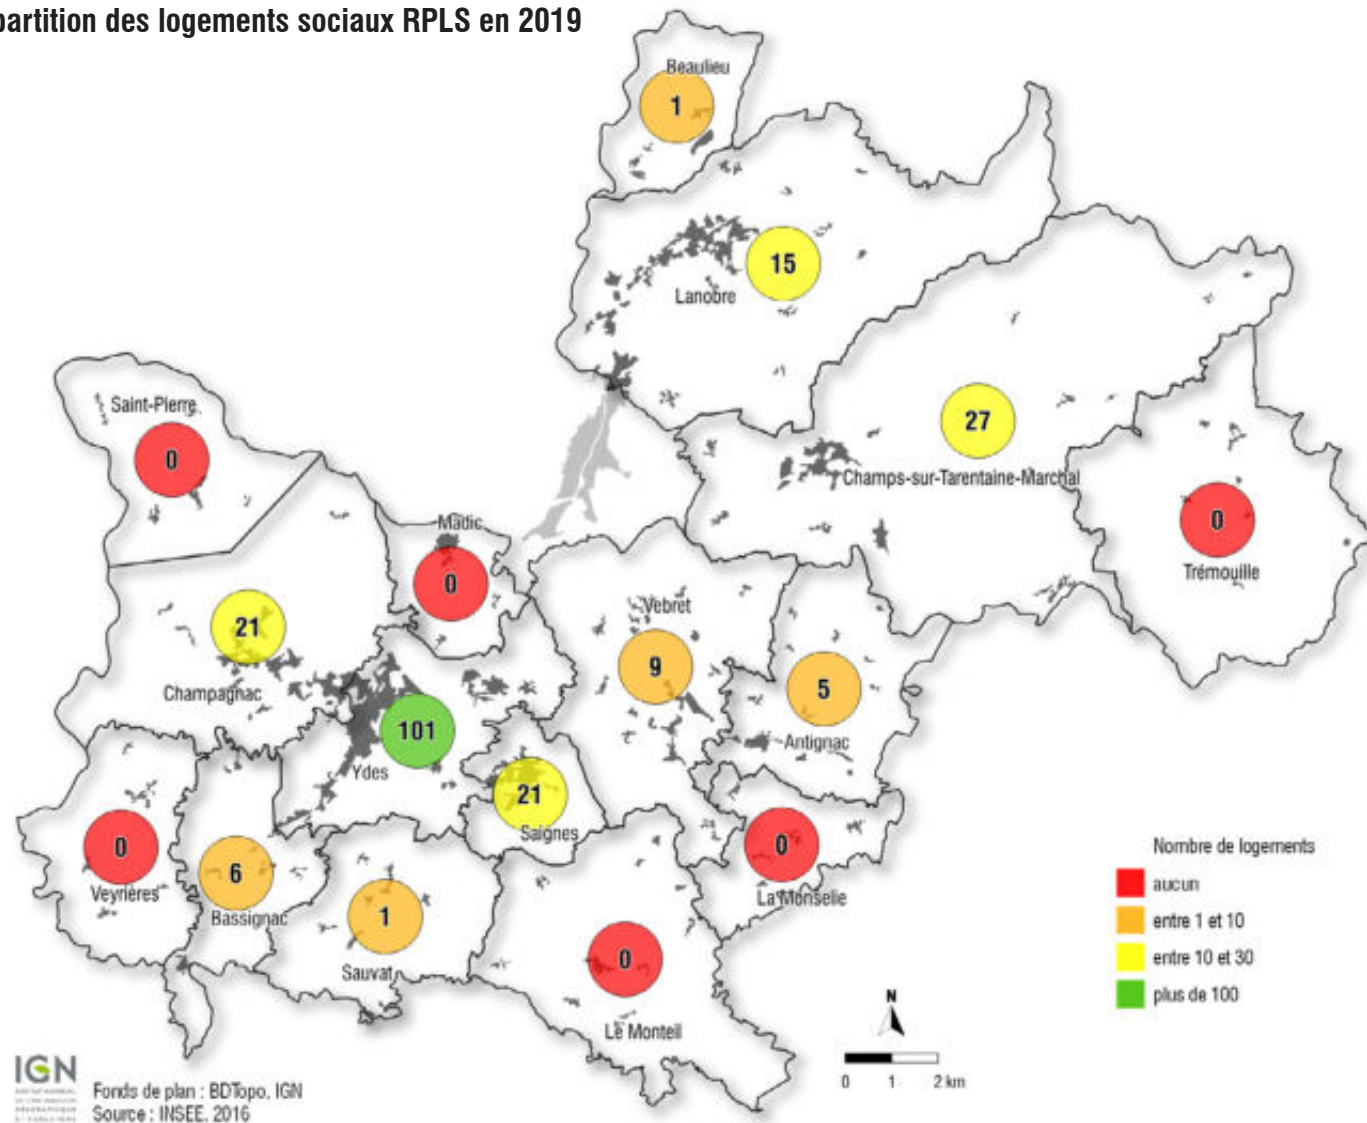 partition des logements sociaux RPLS en 2019
Beaulieu
1
15
Lanobre
Saint-Pierre
0
27
Champs-sur-Tarentaine-Marchal
0
Trémouille
Madic
0
21
Champagnac
Vebret
9
5
Antignac
101
Ydes
21
Saignes
0
Veyrières
6
Bassignac
1
Sauvat
0
La Monselie
0
Le Monteil
Nombre de logements
aucun
entre 1 et 10
entre 10 et 30
plus de 100
N
0 1 2 km
IGN
Fonds de plan : BDTopo, IGN
Source : INSEE, 2016